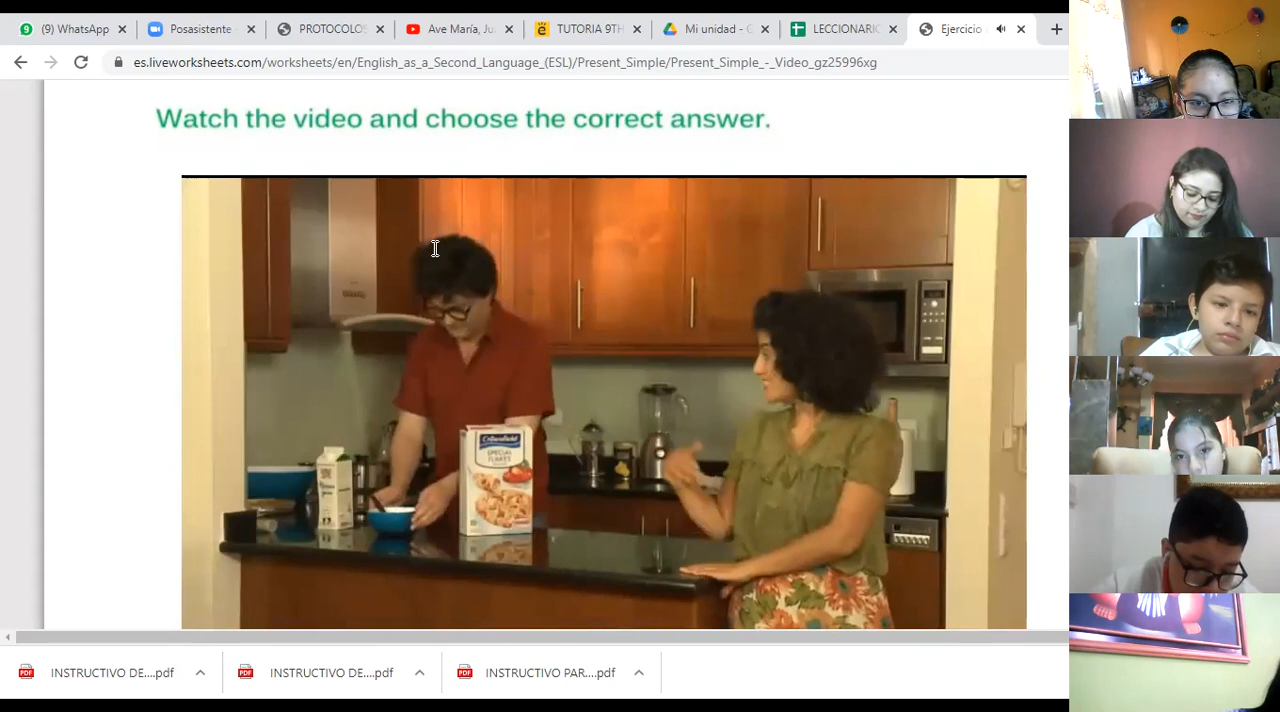 (9) WhatsApp
Posasistente
PROTOCOLOS
Ave María, Ju
TUTORIA 9TH
Mi unidad - G
LECCIONARIO
Ejercicio
es.liveworksheets.com/worksheets/en/English_as_a_Second_Language_(ESL)/Present_Simple/Present_Simple_-_Video_gz25996xg
Watch the video and choose the correct answer.
SPECIAL
FLAKES
INSTRUCTIVO DE....pdf
INSTRUCTIVO DE....pdf
INSTRUCTIVO PAR....pdf